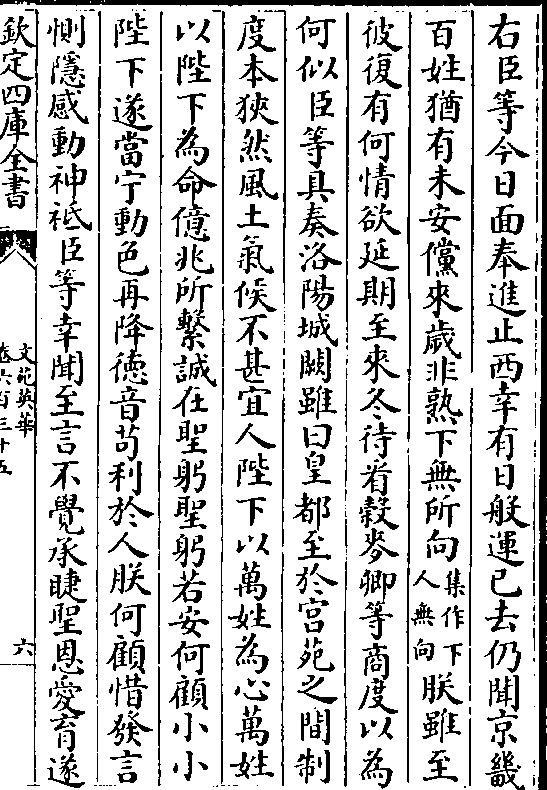 右臣等今日面奉進止西幸有日般運已去仍聞京畿
百姓猶有未安儻來歲非熟下無所向集作下人無向朕雖至
彼復有何情欲延期至來冬待㸔穀麥卿等商度以為
何似臣等具奏洛陽城闕雖曰皇都至於宫苑之間制
度本狹然風土氣候不甚宜人陛下以萬姓為心萬姓
以陛下為命億兆所繫誠在聖躬聖躬若安何顧小小
陛下遂當宁動色再降德音苟利於人朕何顧惜發言
惻隱感動神祗臣等幸聞至言不覺承睫聖恩愛育遂
欽定四庫全書
文苑英華
卷六百三十五
六